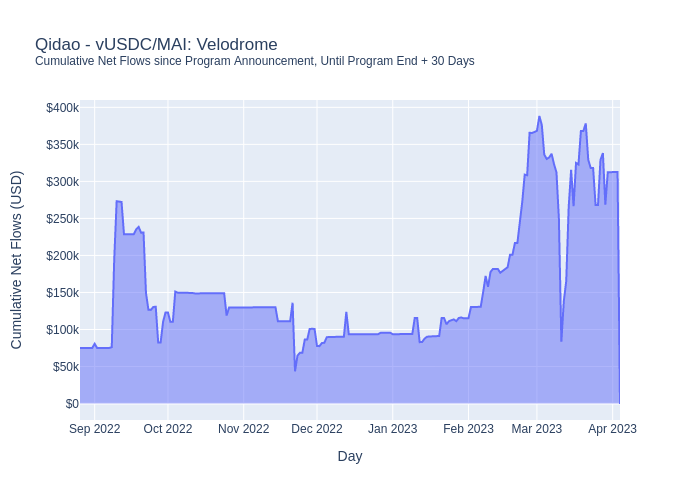 Qidao - vUSDC/MAI: Velodrome
Cumulative Net Flows since Program Announcement, Until Program End + 30 Days
Cumulative Net Flows (USD)
$400k
$350k
$300k
$250k
$200k
$150k
$100k
$50k
$0
Sep 2022 Oct 2022 Nov 2022 Dec 2022 Jan 2023 Feb 2023 Mar 2023 Apr 2023
Day